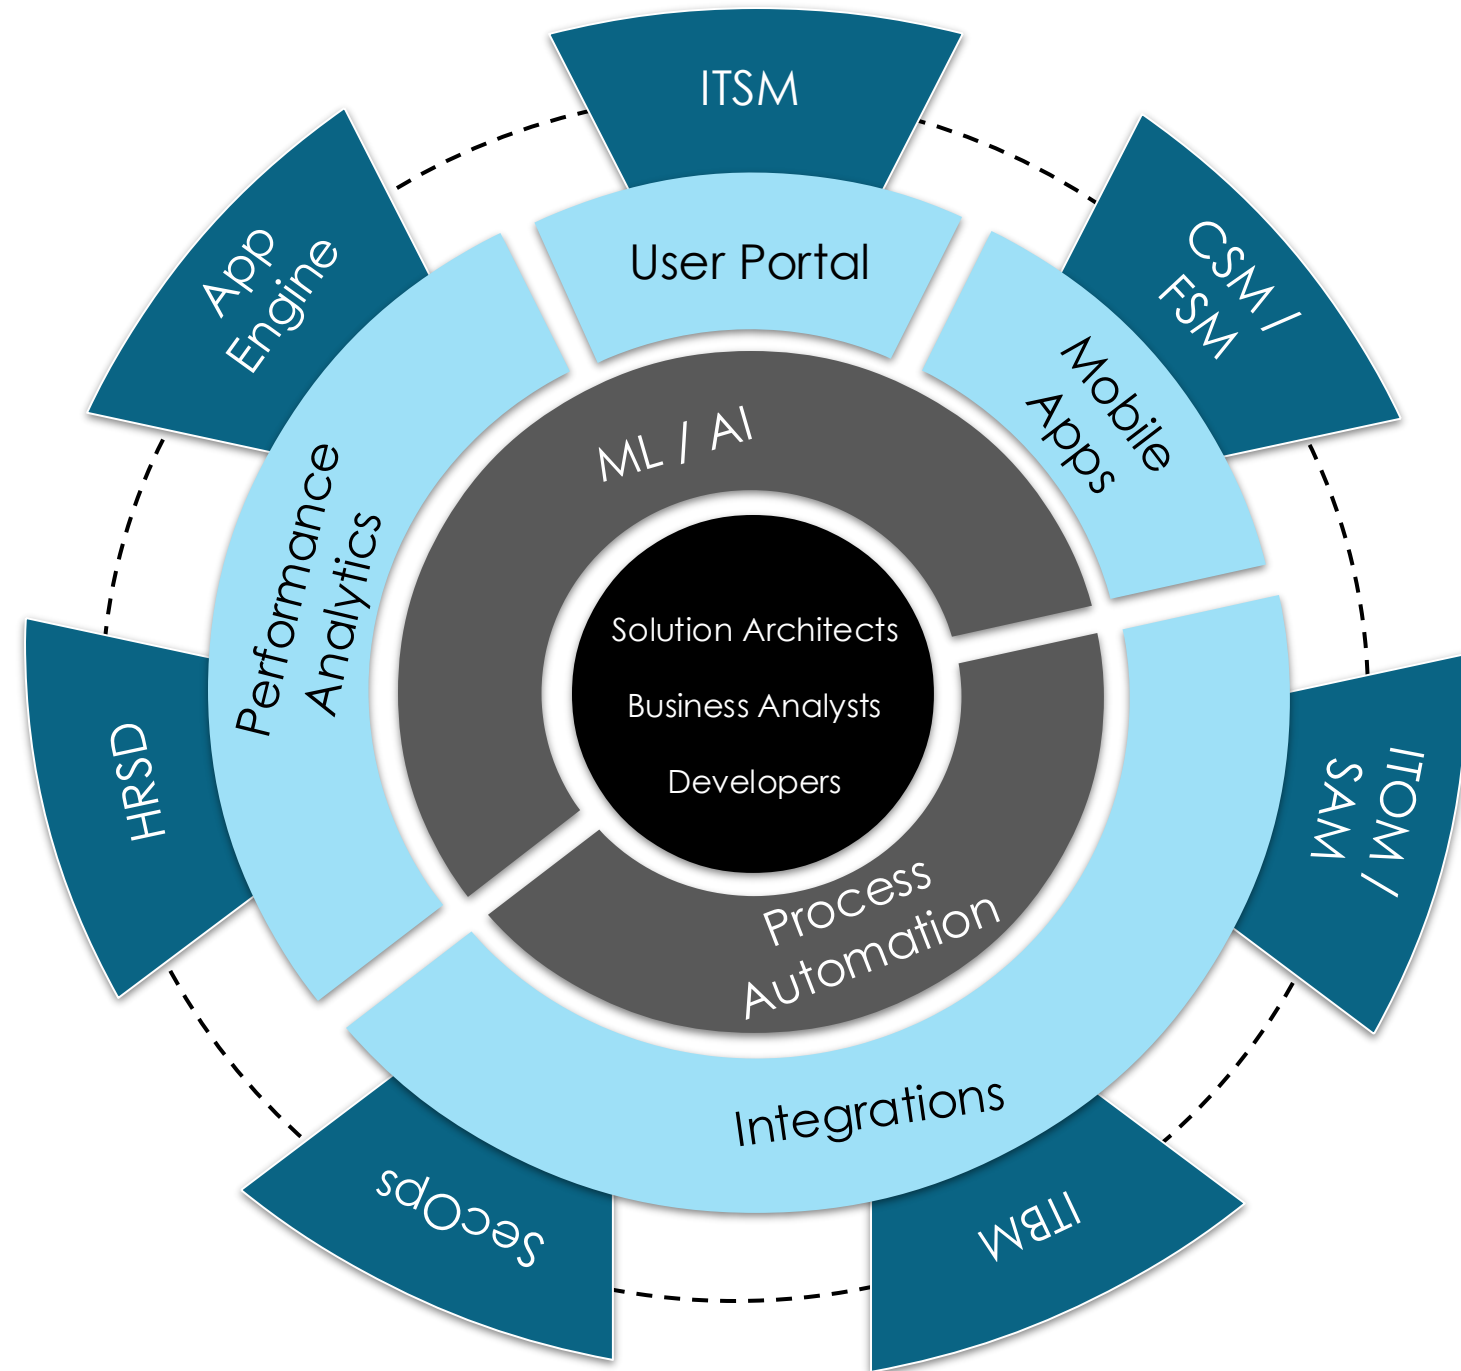 ITSM
CSM /
FSM
ITOM /
SAM
ITBM
SecOps
HRSD
App
Engine
User Portal
Mobile
Apps
Integrations
Performance
Analytics
ML / AI
Process
Automation
Solution Architects
Business Analysts
Developers